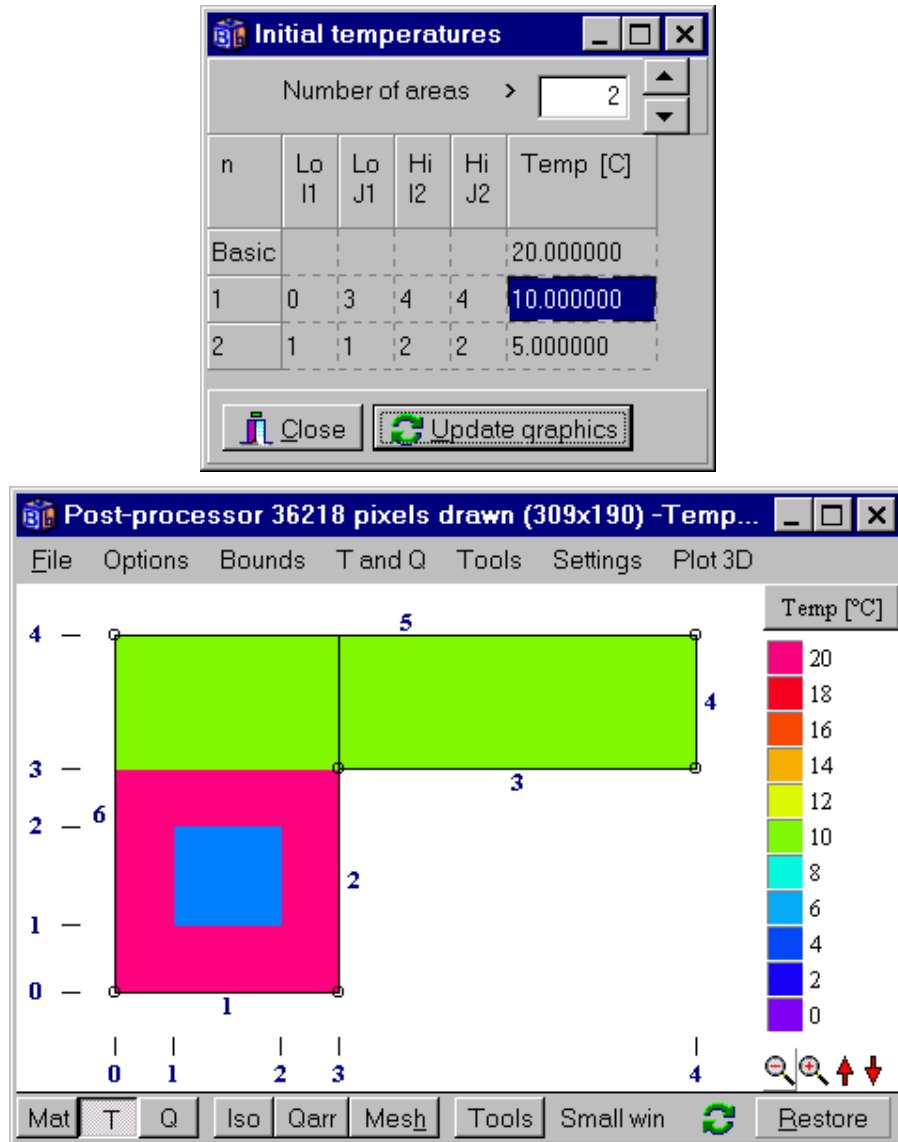 Initial temperatures
Number of areas > 2
n Lo I1 Lo J1 Hi I2 Hi J2 Temp [C]
Basic 20.000000
1 0 3 4 4 10.000000
2 1 1 2 2 5.000000
Close Update graphics
Post-processor 36218 pixels drawn (309x190) -Temp...
File Options Bounds T and Q Tools Settings Plot 3D
Temp [°C]
5
4
20
18
4
16
3
14
3
12
6
2
10
2
8
1
6
4
0
2
1
0
0 1 2 3 4
Mat T Q Iso Qarr Mesh Tools Small win Restore